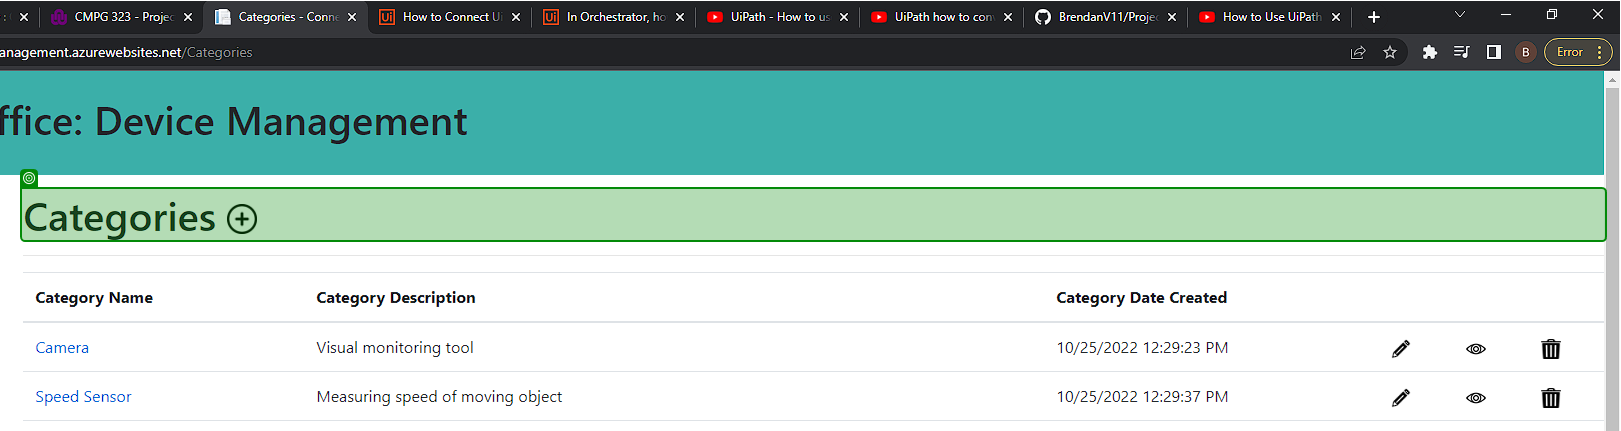 CMPG 323 - Projec
Categories - Conne
How to Connect Ui
In Orchestrator, ho
UiPath - How to us
UiPath how to con
BrendanV11/Projec
How to Use UiPath
anagement.azurewebsites.net/Categories
B
Error
ffice: Device Management
Categories
Category Name Category Description Category Date Created
Camera Visual monitoring tool 10/25/2022 12:29:23 PM
Speed Sensor Measuring speed of moving object 10/25/2022 12:29:37 PM